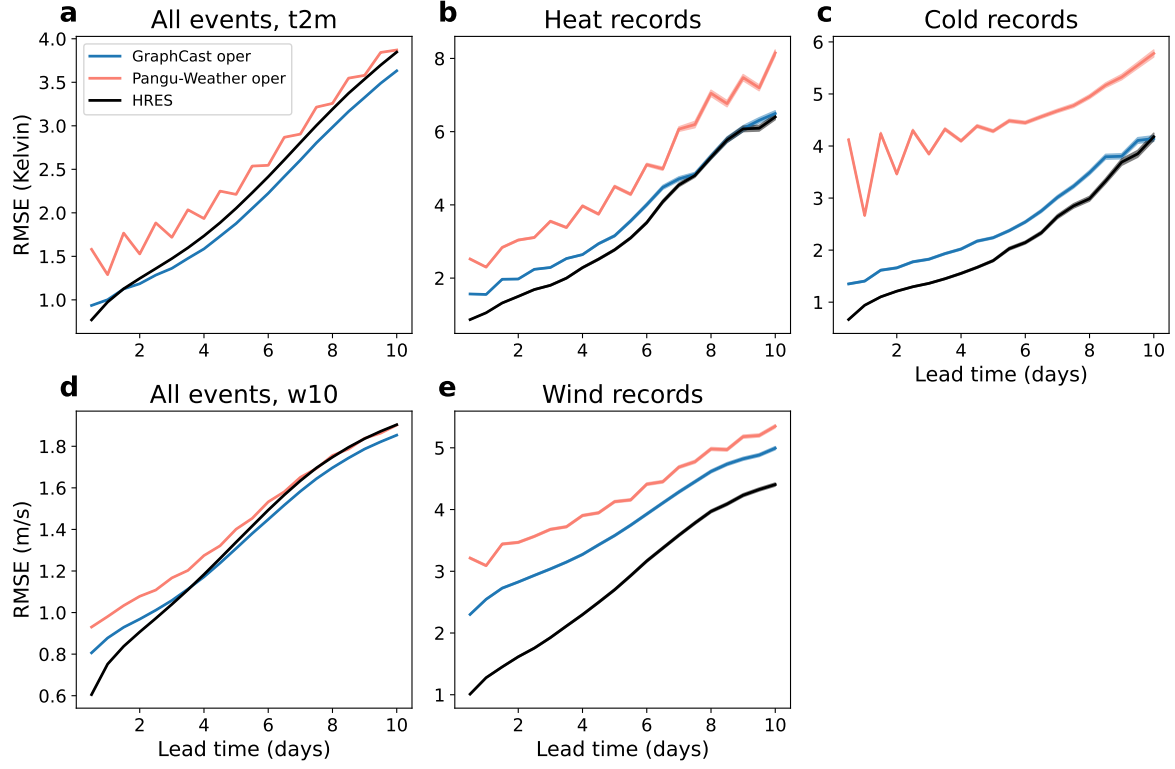 a All events, t2m
b Heat records
c Cold records
GraphCast oper
Pangu-Weather oper
HRES
RMSE (Kelvin)
4.0
3.5
3.0
2.5
2.0
1.5
1.0
2 4 6 8 10
8
6
4
2
2 4 6 8 10
6
5
4
3
2
1
2 4 6 8 10
Lead time (days)
d All events, w10
e Wind records
RMSE (m/s)
1.8
1.6
1.4
1.2
1.0
0.8
0.6
2 4 6 8 10
Lead time (days)
5
4
3
2
1
2 4 6 8 10
Lead time (days)